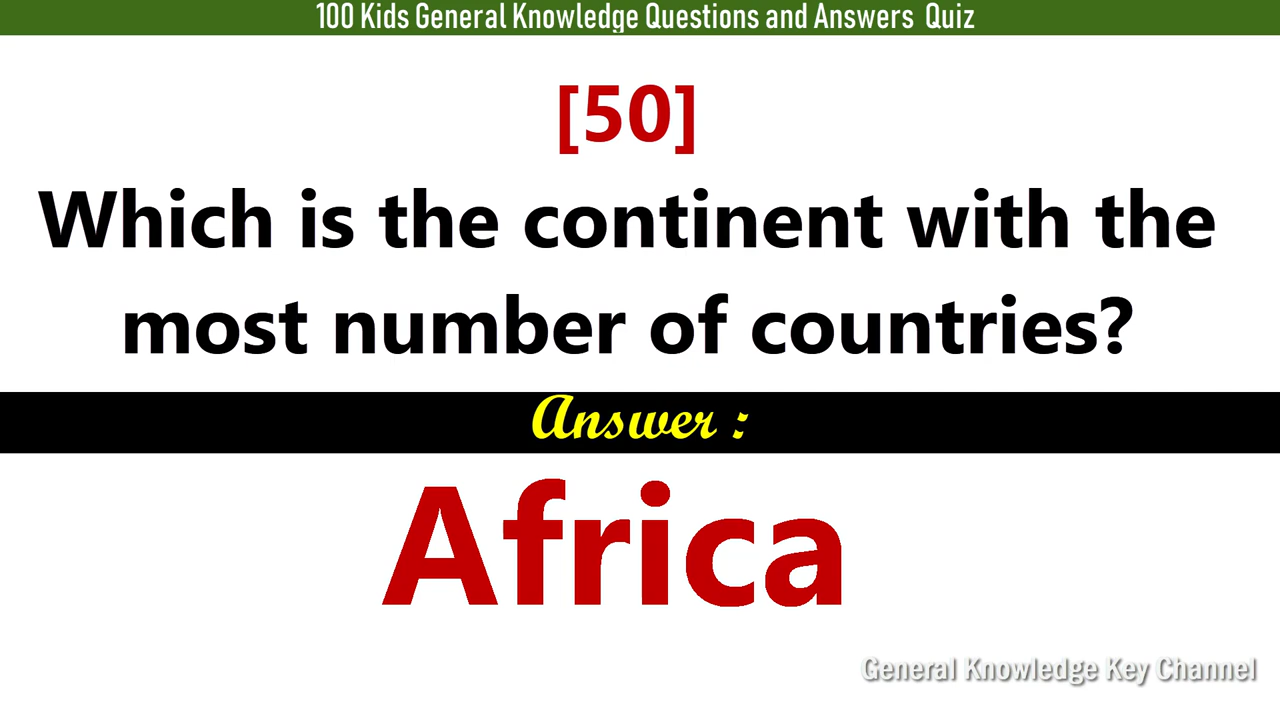 100 Kids General Knowledge Questions and Answers Quiz
[50]
Which is the continent with the
most number of countries?
Answer :
Africa
General Knowledge Key Channel